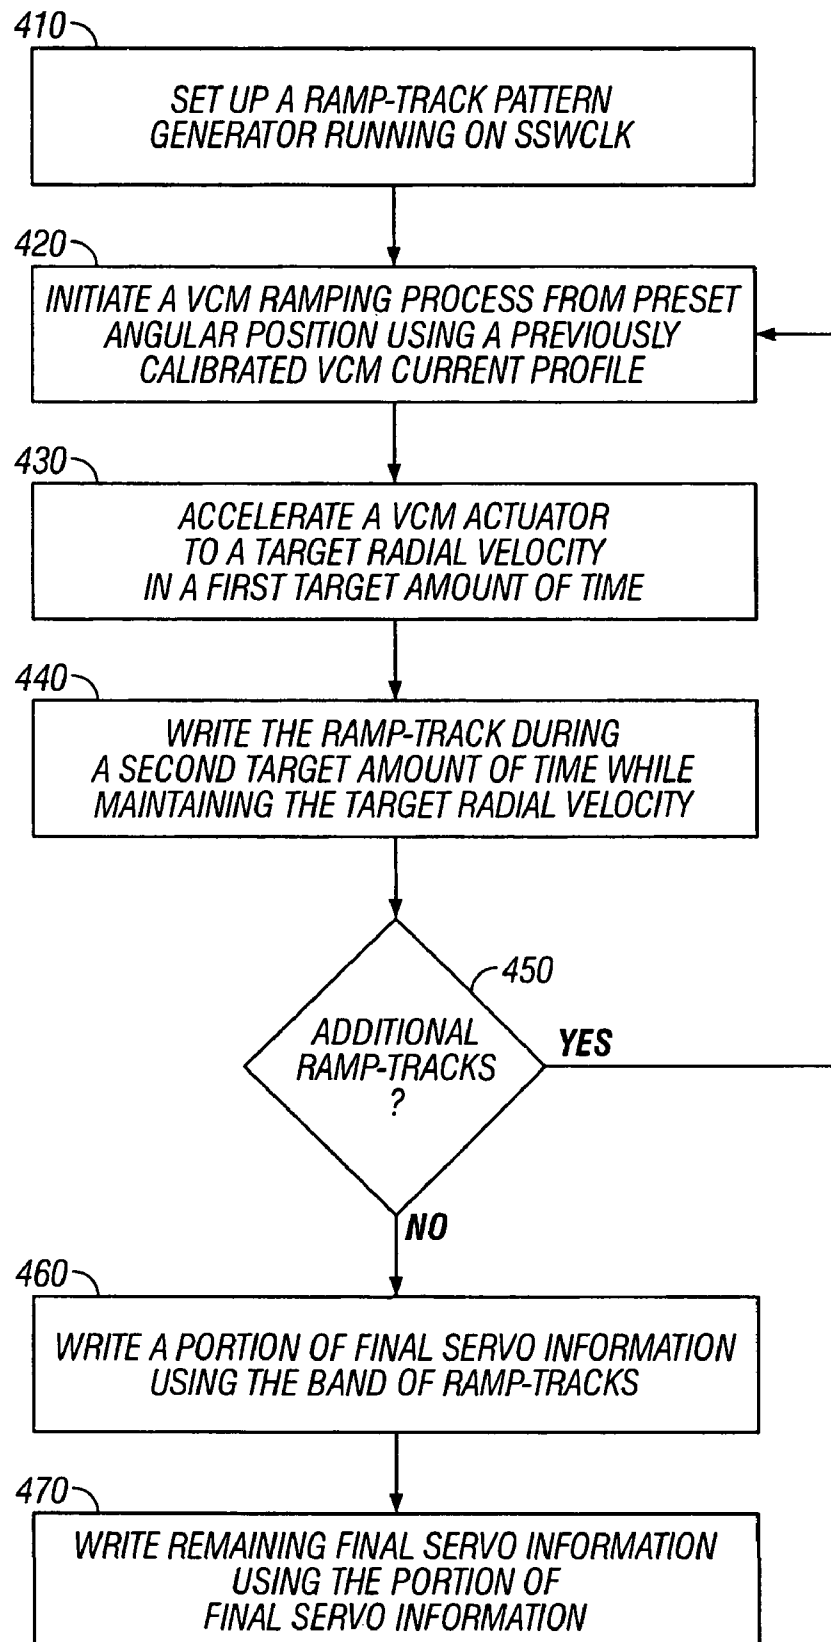 410
SET UP A RAMP-TRACK PATTERN
GENERATOR RUNNING ON SSWCLK
420
INITIATE A VCM RAMPING PROCESS FROM PRESET
ANGULAR POSITION USING A PREVIOUSLY
CALIBRATED VCM CURRENT PROFILE
430
ACCELERATE A VCM ACTUATOR
TO A TARGET RADIAL VELOCITY
IN A FIRST TARGET AMOUNT OF TIME
440
WRITE THE RAMP-TRACK DURING
A SECOND TARGET AMOUNT OF TIME WHILE
MAINTAINING THE TARGET RADIAL VELOCITY
450
ADDITIONAL
RAMP-TRACKS
?
YES
NO
460
WRITE A PORTION OF FINAL SERVO INFORMATION
USING THE BAND OF RAMP-TRACKS
470
WRITE REMAINING FINAL SERVO INFORMATION
USING THE PORTION OF
FINAL SERVO INFORMATION